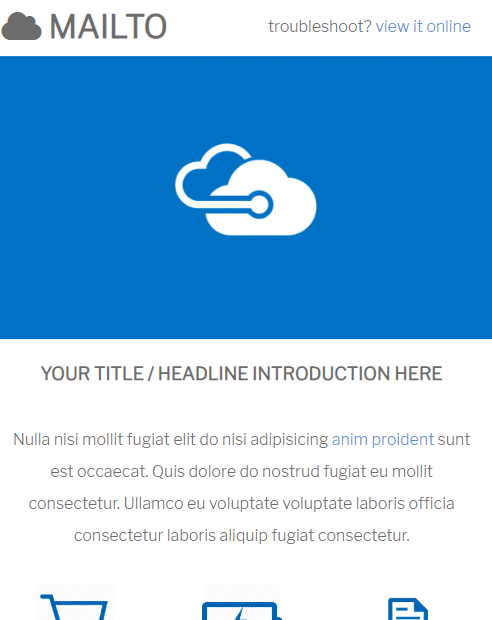 MAILTO
troubleshoot? view it online
YOUR TITLE / HEADLINE INTRODUCTION HERE
Nulla nisi mollit fugiat elit do nisi adipisicing anim proident sunt
est occaecat. Quis dolore do nostrud fugiat eu mollit
consectetur. Ullamco eu voluptate voluptate laboris officia
consectetur laboris aliquip fugiat consectetur.